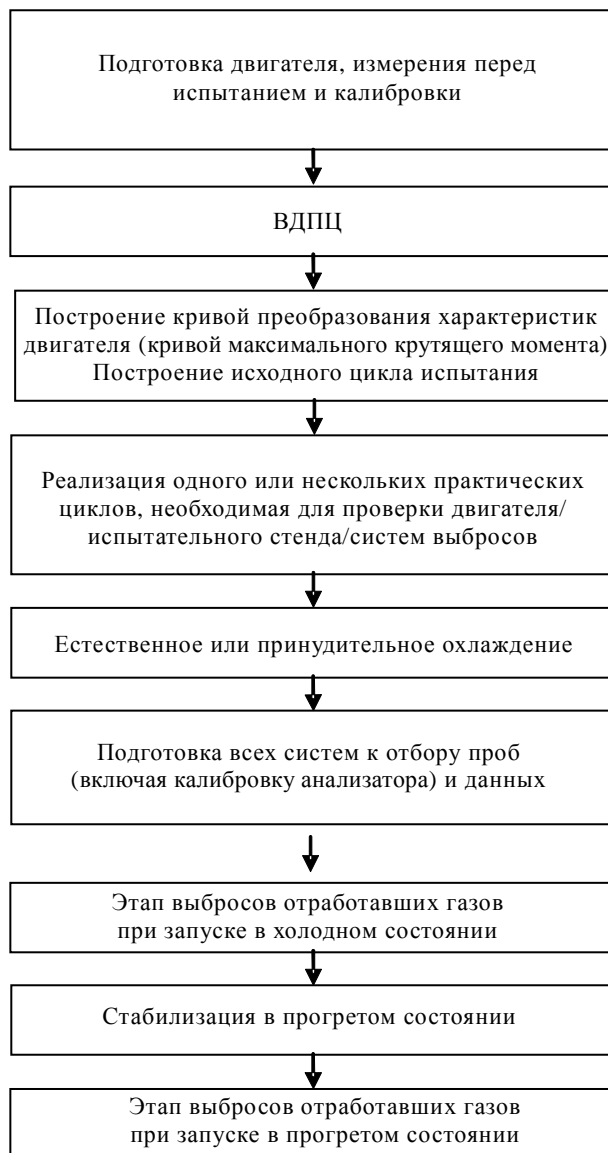 Подготовка двигателя, измерения перед
испытанием и калибровки
ВДПЦ
Построение кривой преобразования характеристик
двигателя (кривой максимального крутящего момента)
Построение исходного цикла испытания
Реализация одного или нескольких практических
циклов, необходимая для проверки двигателя/
испытательного стенда/систем выбросов
Естественное или принудительное охлаждение
Подготовка всех систем к отбору проб
(включая калибровку анализатора) и данных
Этап выбросов отработавших газов
при запуске в холодном состоянии
Стабилизация в прогретом состоянии
Этап выбросов отработавших газов
при запуске в прогретом состоянии